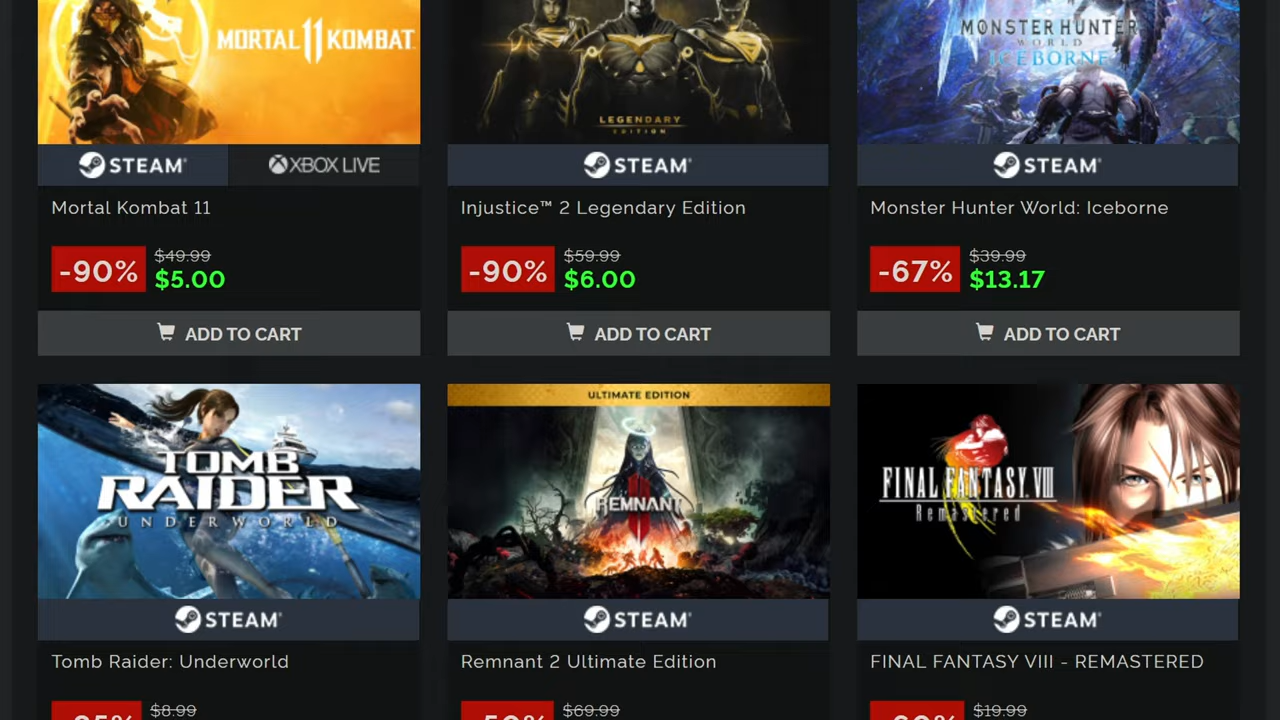 MORTAL 11 KOMBAT
LEGENDARY
EDITION
MONSTER HUNTER
WORLD
ICEBORNE
STEAM
XBOX LIVE
STEAM
STEAM
Mortal Kombat 11
Injustice™ 2 Legendary Edition
Monster Hunter World: Iceborne
-90%
$49.99
$5.00
-90%
$59.99
$6.00
-67%
$39.99
$13.17
ADD TO CART
ADD TO CART
ADD TO CART
TOMB
RAIDER
UNDERWORLD
ULTIMATE EDITION
REMNANT
FINAL FANTASY VIII
Remastered
STEAM
STEAM
STEAM
Tomb Raider: Underworld
Remnant 2 Ultimate Edition
FINAL FANTASY VIII - REMASTERED
$8.99
$69.99
$19.99